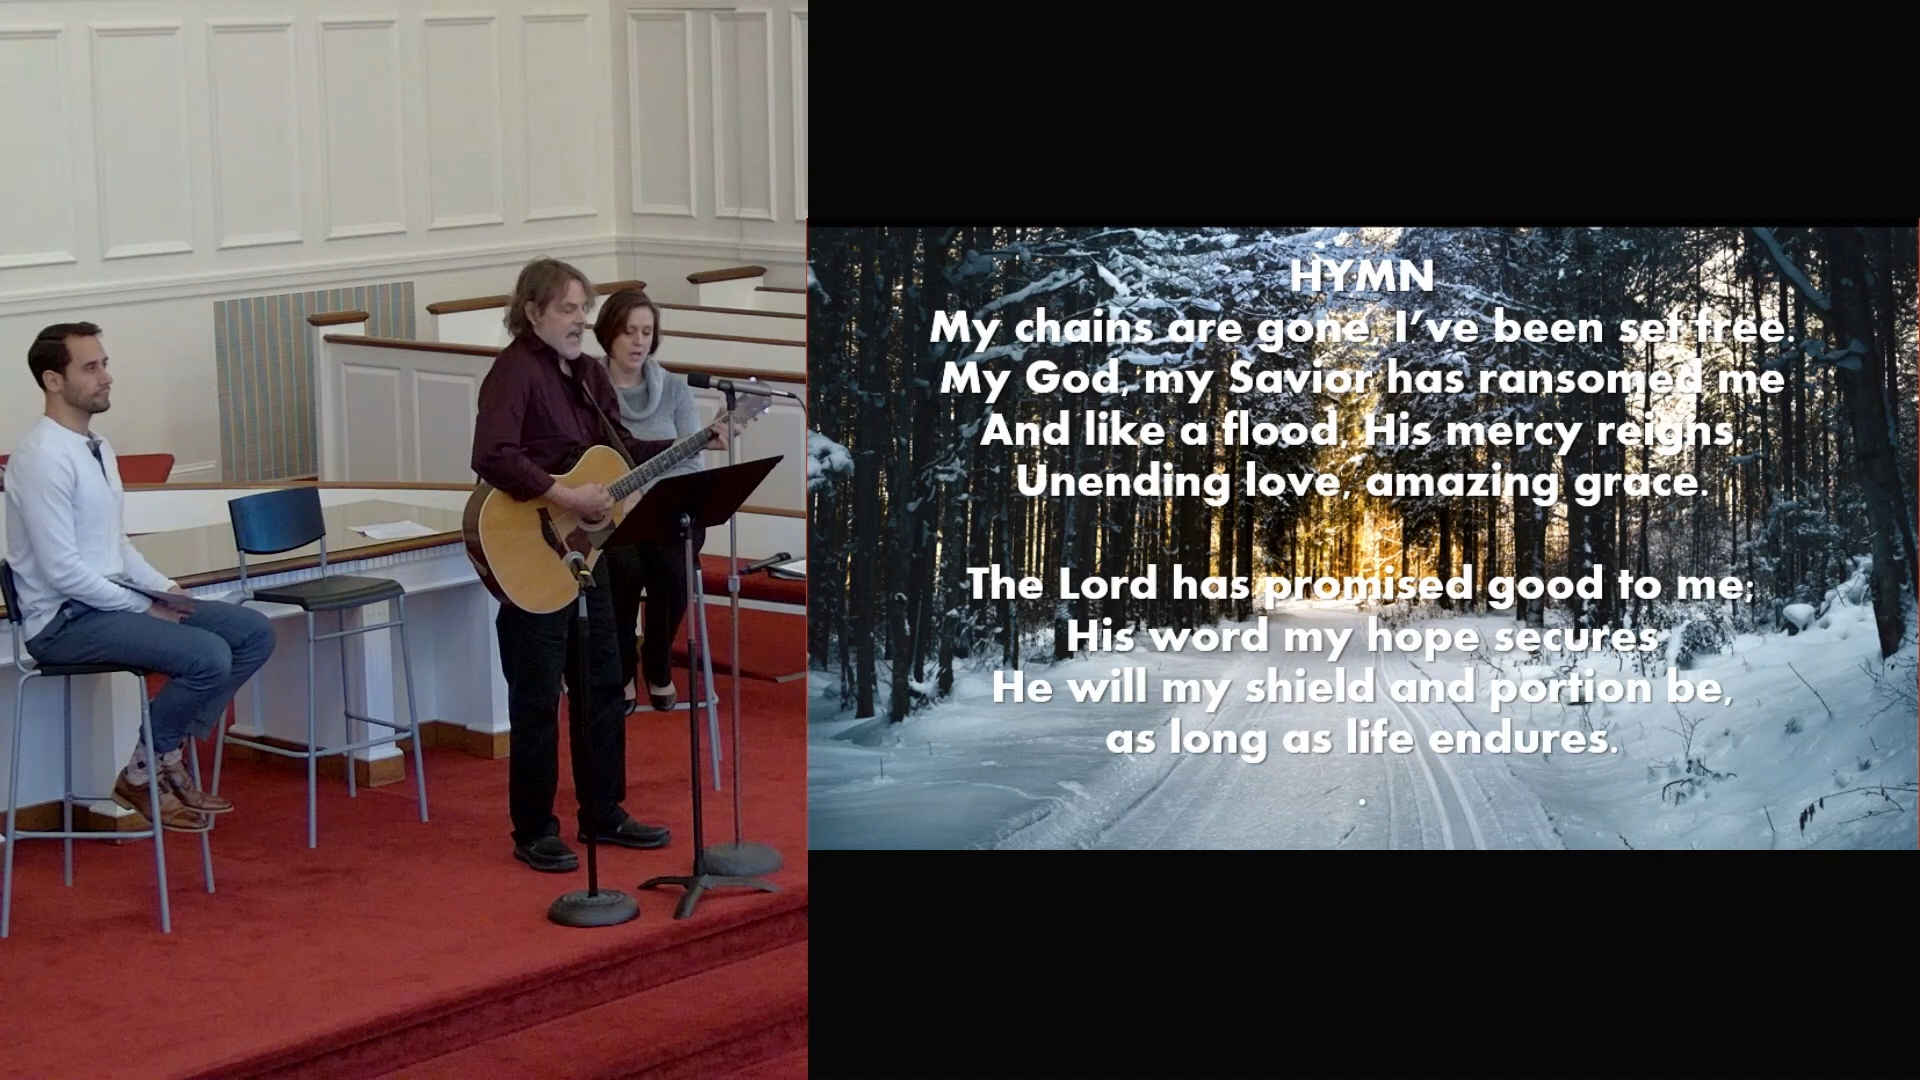 HYMN
My chains are gone, I've been set free.
My God, my Savior has ransomed me
And like a flood, His mercy reigns.
Unending love, amazing grace.
The Lord has promised good to me;
His word my hope secures
He will my shield and portion be,
as long as life endures.
.